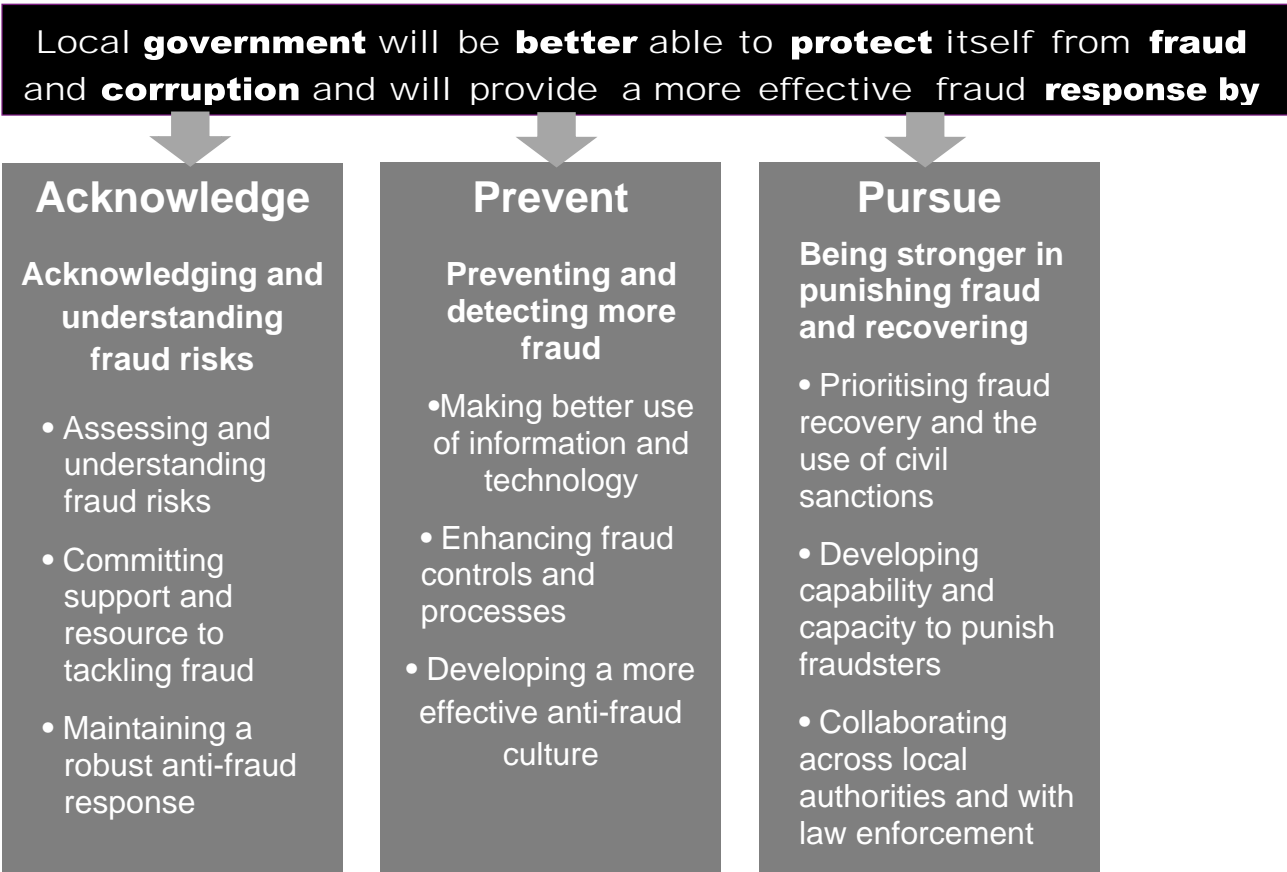 Local government will be better able to protect itself from fraud
and corruption and will provide a more effective fraud response by
Acknowledge
Acknowledging and
understanding
fraud risks
• Assessing and
understanding
fraud risks
• Committing
support and
resource to
tackling fraud
• Maintaining a
robust anti-fraud
response
Prevent
Preventing and
detecting more
fraud
•Making better use
of information and
technology
• Enhancing fraud
controls and
processes
• Developing a more
effective anti-fraud
culture
Pursue
Being stronger in
punishing fraud
and recovering
• Prioritising fraud
recovery and the
use of civil
sanctions
• Developing
capability and
capacity to punish
fraudsters
• Collaborating
across local
authorities and with
law enforcement